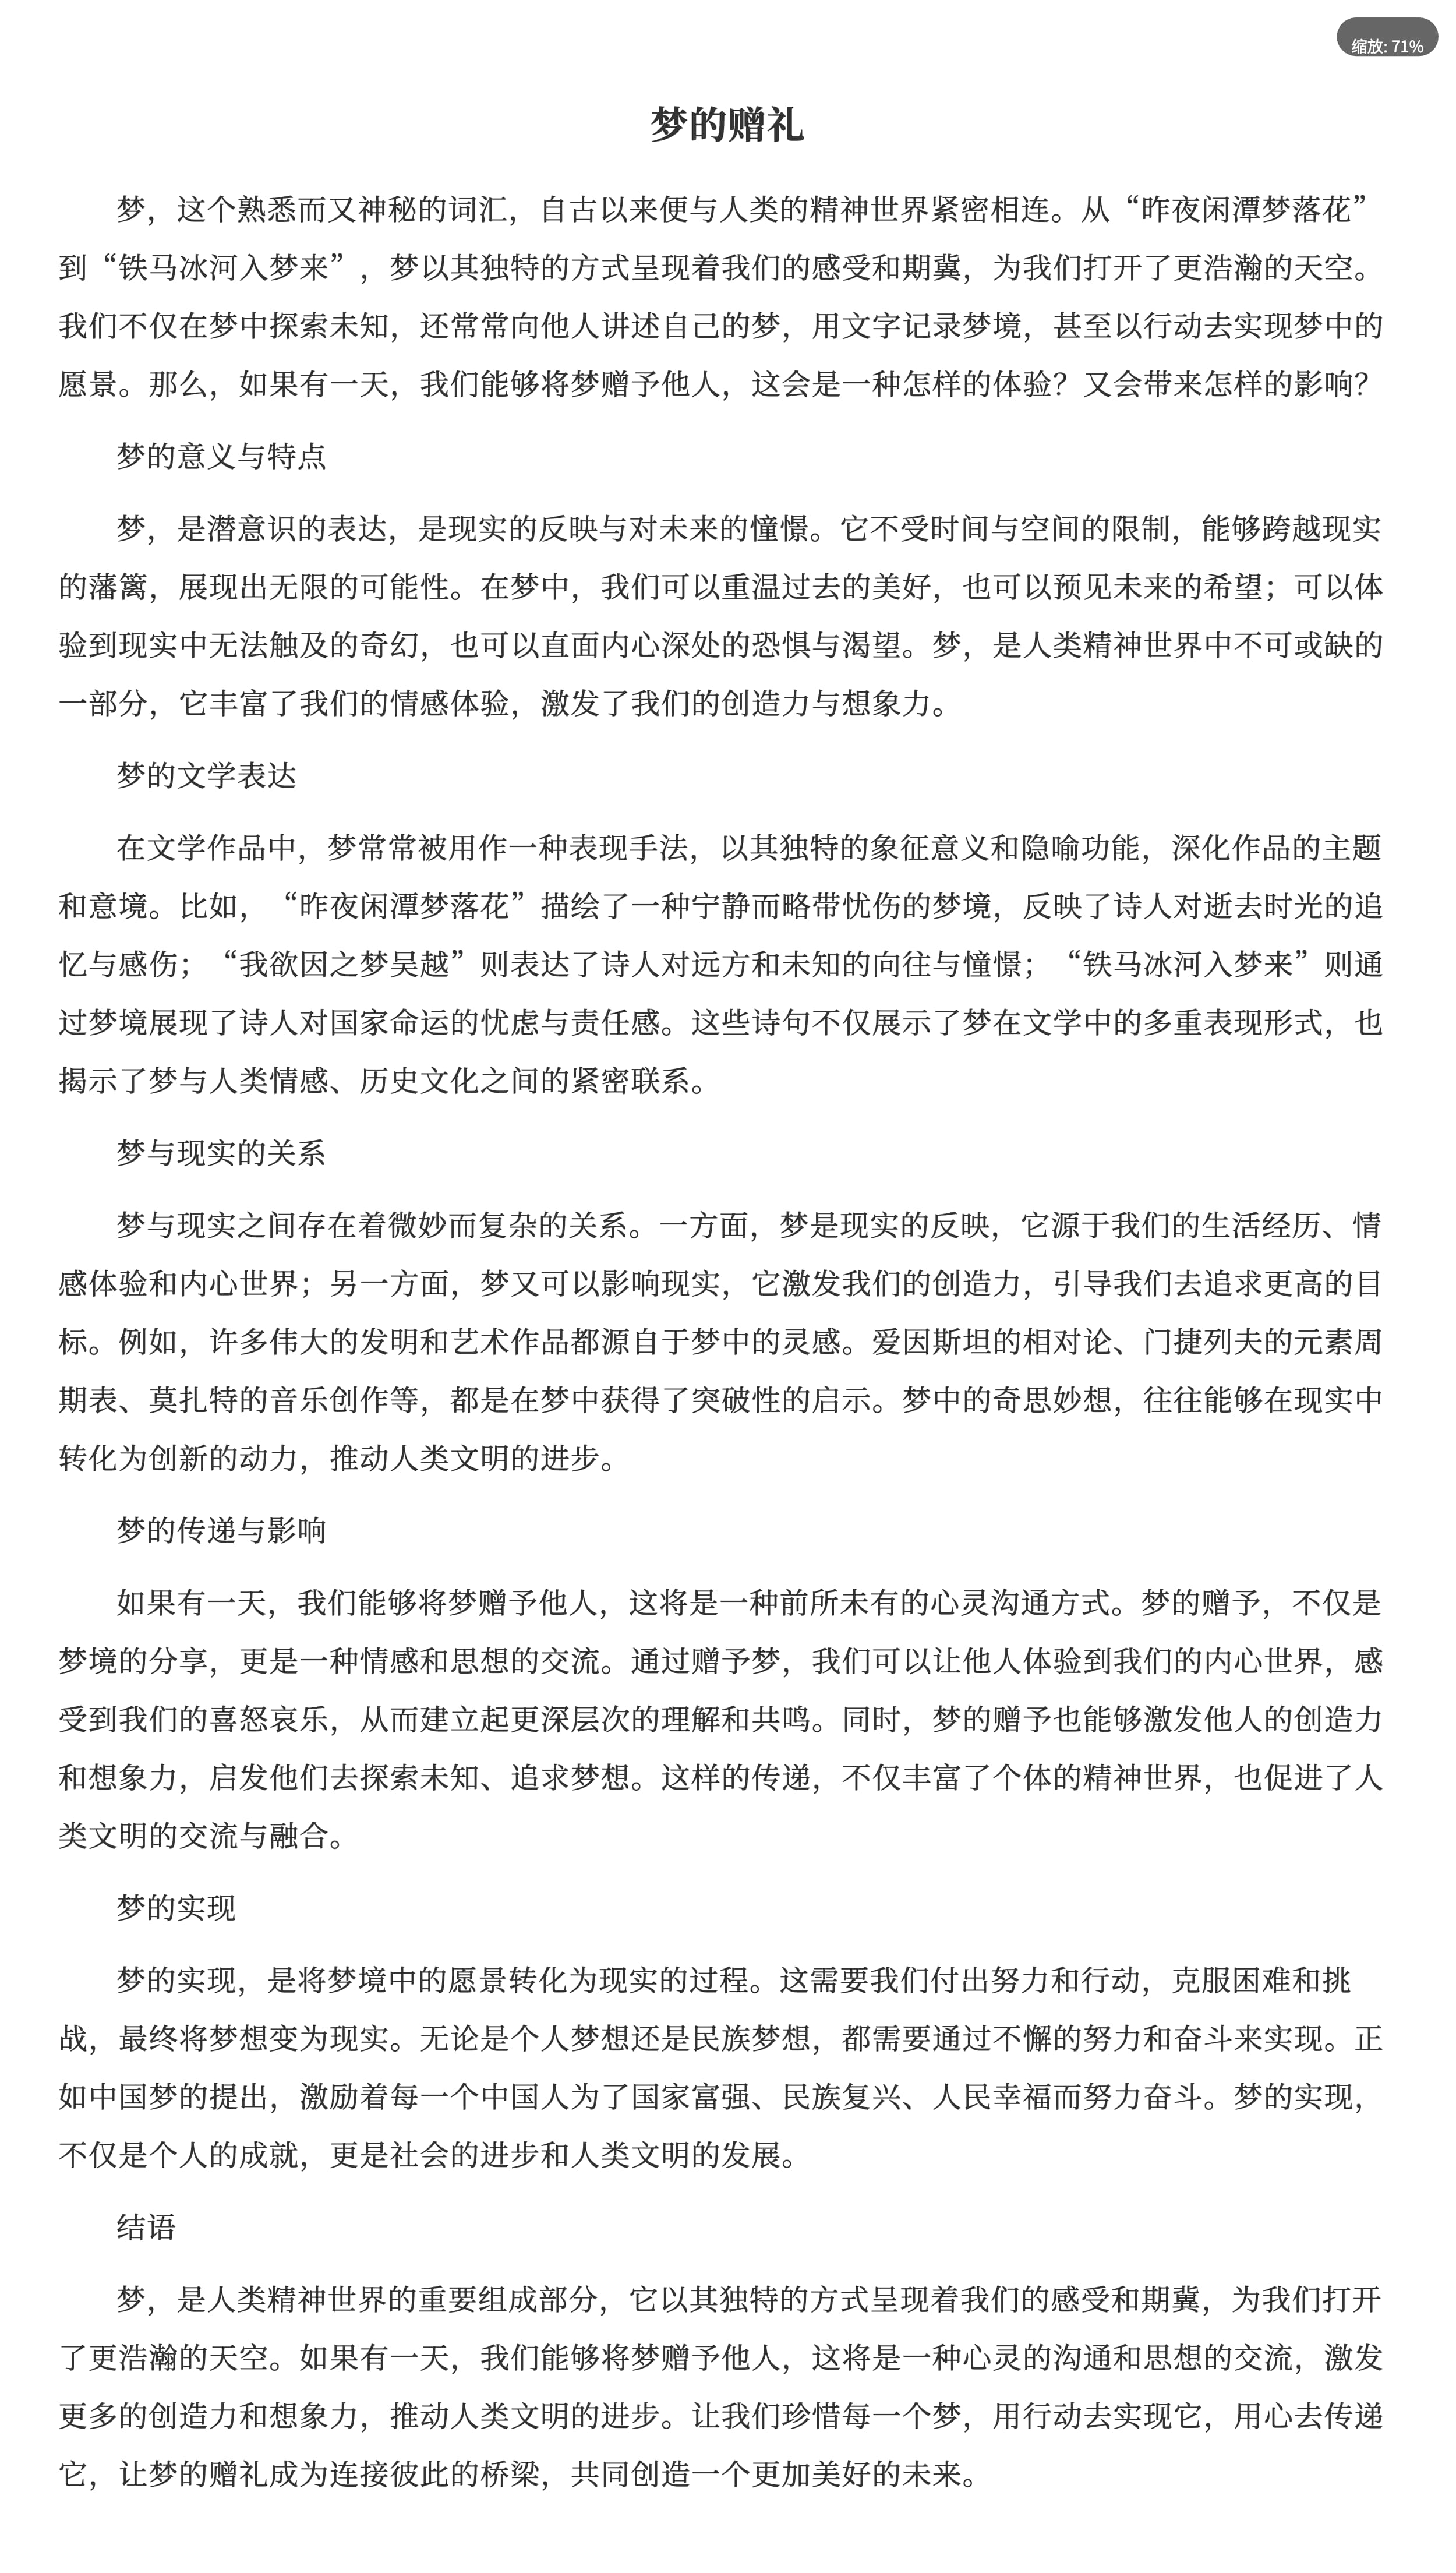 缩放: 71%
梦的赠礼
梦，这个熟悉而又神秘的词汇，自古以来便与人类的精神世界紧密相连。从“昨夜闲潭梦落花”
到“铁马冰河入梦来”，梦以其独特的方式呈现着我们的感受和期冀，为我们打开了更浩瀚的天空。
我们不仅在梦中探索未知，还常常向他人讲述自己的梦，用文字记录梦境，甚至以行动去实现梦中的
愿景。那么，如果有一天，我们能够将梦赠予他人，这会是一种怎样的体验？又会带来怎样的影响？
梦的意义与特点
梦，是潜意识的表达，是现实的反映与对未来的憧憬。它不受时间与空间的限制，能够跨越现实
的藩篱，展现出无限的可能性。在梦中，我们可以重温过去的美好，也可以预见未来的希望；可以体
验到现实中无法触及的奇幻，也可以直面内心深处的恐惧与渴望。梦，是人类精神世界中不可或缺的
一部分，它丰富了我们的情感体验，激发了我们的创造力与想象力。
梦的文学表达
在文学作品中，梦常常被用作一种表现手法，以其独特的象征意义和隐喻功能，深化作品的主题
和意境。比如，“昨夜闲潭梦落花”描绘了一种宁静而略带忧伤的梦境，反映了诗人对逝去时光的追
忆与感伤；“我欲因之梦吴越”则表达了诗人对远方和未知的向往与憧憬；“铁马冰河入梦来”则通
过梦境展现了诗人对国家命运的忧虑与责任感。这些诗句不仅展示了梦在文学中的多重表现形式，也
揭示了梦与人类情感、历史文化之间的紧密联系。
梦与现实的关系
梦与现实之间存在着微妙而复杂的关系。一方面，梦是现实的反映，它源于我们的生活经历、情
感体验和内心世界；另一方面，梦又可以影响现实，它激发我们的创造力，引导我们去追求更高的目
标。例如，许多伟大的发明和艺术作品都源自于梦中的灵感。爱因斯坦的相对论、门捷列夫的元素周
期表、莫扎特的音乐创作等，都是在梦中获得了突破性的启示。梦中的奇思妙想，往往能够在现实中
转化为创新的动力，推动人类文明的进步。
梦的传递与影响
如果有一天，我们能够将梦赠予他人，这将是一种前所未有的心灵沟通方式。梦的赠予，不仅是
梦境的分享，更是一种情感和思想的交流。通过赠予梦，我们可以让他人体验到我们的内心世界，感
受到我们的喜怒哀乐，从而建立起更深层次的理解和共鸣。同时，梦的赠予也能够激发他人的创造力
和想象力，启发他们去探索未知、追求梦想。这样的传递，不仅丰富了个体的精神世界，也促进了人
类文明的交流与融合。
梦的实现
梦的实现，是将梦境中的愿景转化为现实的过程。这需要我们付出努力和行动，克服困难和挑
战，最终将梦想变为现实。无论是个人梦想还是民族梦想，都需要通过不懈的努力和奋斗来实现。正
如中国梦的提出，激励着每一个中国人为了国家富强、民族复兴、人民幸福而努力奋斗。梦的实现，
不仅是个人的成就，更是社会的进步和人类文明的发展。
结语
梦，是人类精神世界的重要组成部分，它以其独特的方式呈现着我们的感受和期冀，为我们打开
了更浩瀚的天空。如果有一天，我们能够将梦赠予他人，这将是一种心灵的沟通和思想的交流，激发
更多的创造力和想象力，推动人类文明的进步。让我们珍惜每一个梦，用行动去实现它，用心去传递
它，让梦的赠礼成为连接彼此的桥梁，共同创造一个更加美好的未来。